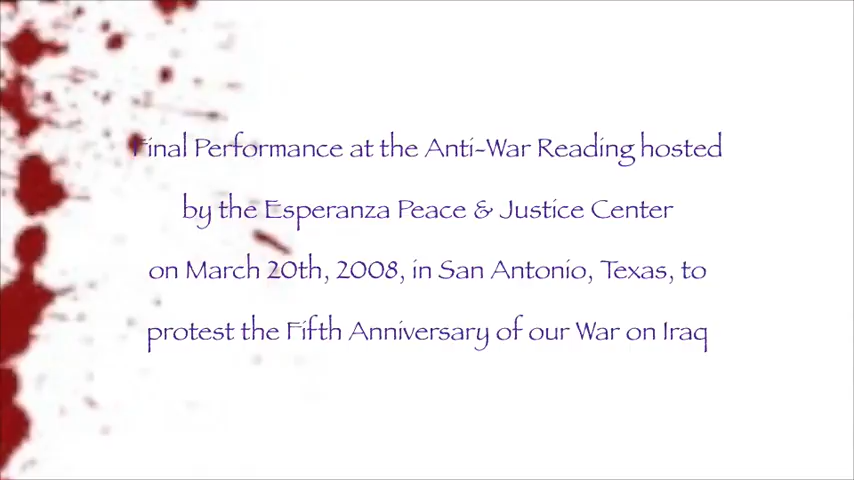 Final Performance at the Anti-War Reading hosted
by the Esperanza Peace & Justice Center
on March 20th, 2008, in San Antonio, Texas, to
protest the Fifth Anniversary of our War on Iraq